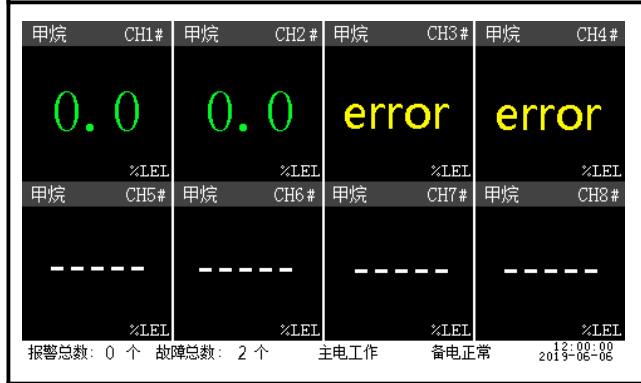 甲烷 CH1# 甲烷 CH2# 甲烷 CH3# 甲烷 CH4#
0.0 0.0 error error
%LEL %LEL %LEL %LEL
甲烷 CH5# 甲烷 CH6# 甲烷 CH7# 甲烷 CH8#
----- ----- ----- -----
%LEL %LEL %LEL %LEL
报警总数: 0 个 故障总数: 2 个 主电工作 备电正常 12:00:00
2019-06-06